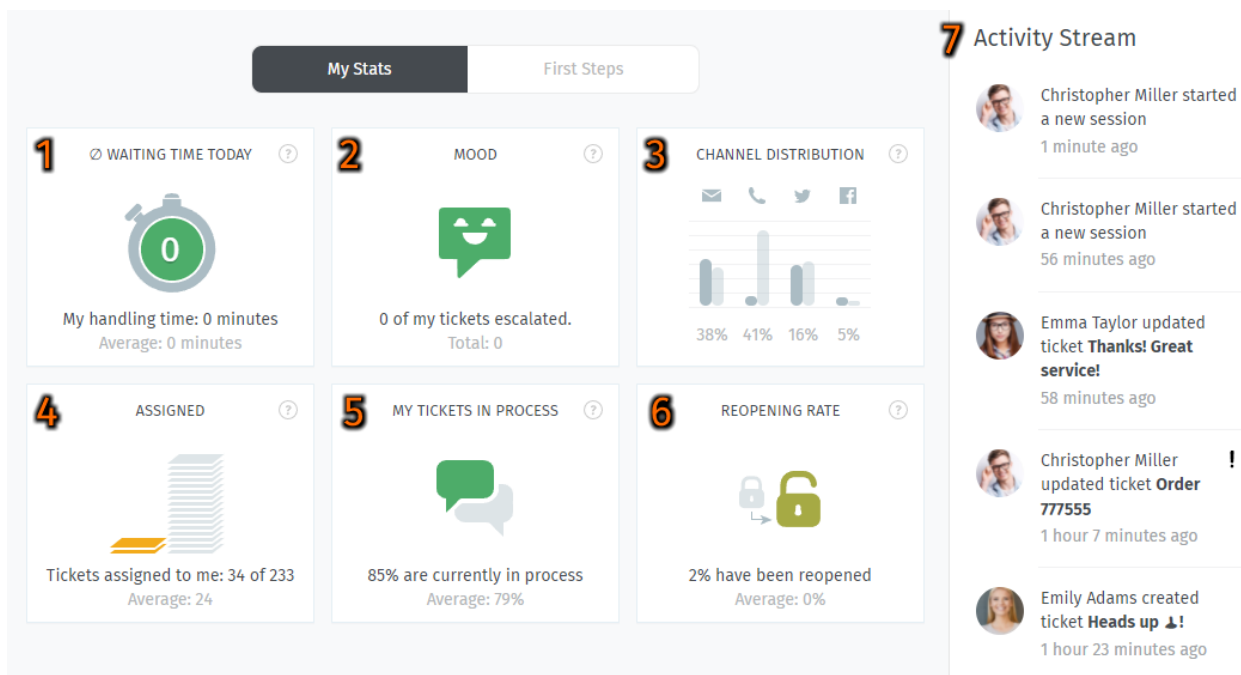 My Stats
First Steps
1
∅ WAITING TIME TODAY
?
0
My handling time: 0 minutes
Average: 0 minutes
2
MOOD
?
0 of my tickets escalated.
Total: 0
3
CHANNEL DISTRIBUTION
?
38% 41% 16% 5%
4
ASSIGNED
?
Tickets assigned to me: 34 of 233
Average: 24
5
MY TICKETS IN PROCESS
?
85% are currently in process
Average: 79%
6
REOPENING RATE
?
2% have been reopened
Average: 0%
7
Activity Stream
Christopher Miller started
a new session
1 minute ago
Christopher Miller started
a new session
56 minutes ago
Emma Taylor updated
ticket Thanks! Great
service!
58 minutes ago
Christopher Miller !
updated ticket Order
777555
1 hour 7 minutes ago
Emily Adams created
ticket Heads up !
1 hour 23 minutes ago